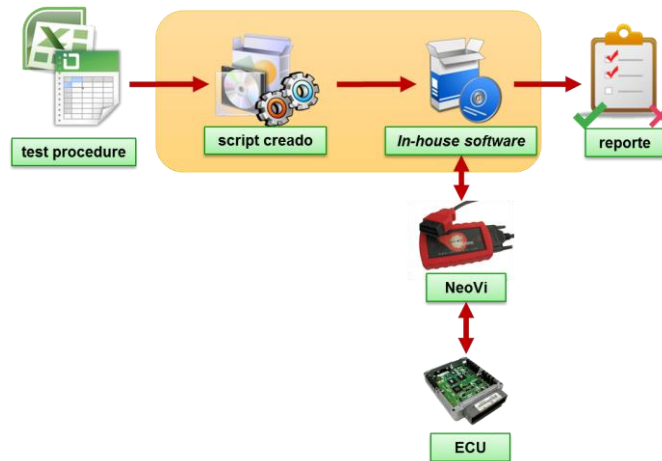 test procedure
script creado
In-house software
reporte
NeoVi
ECU